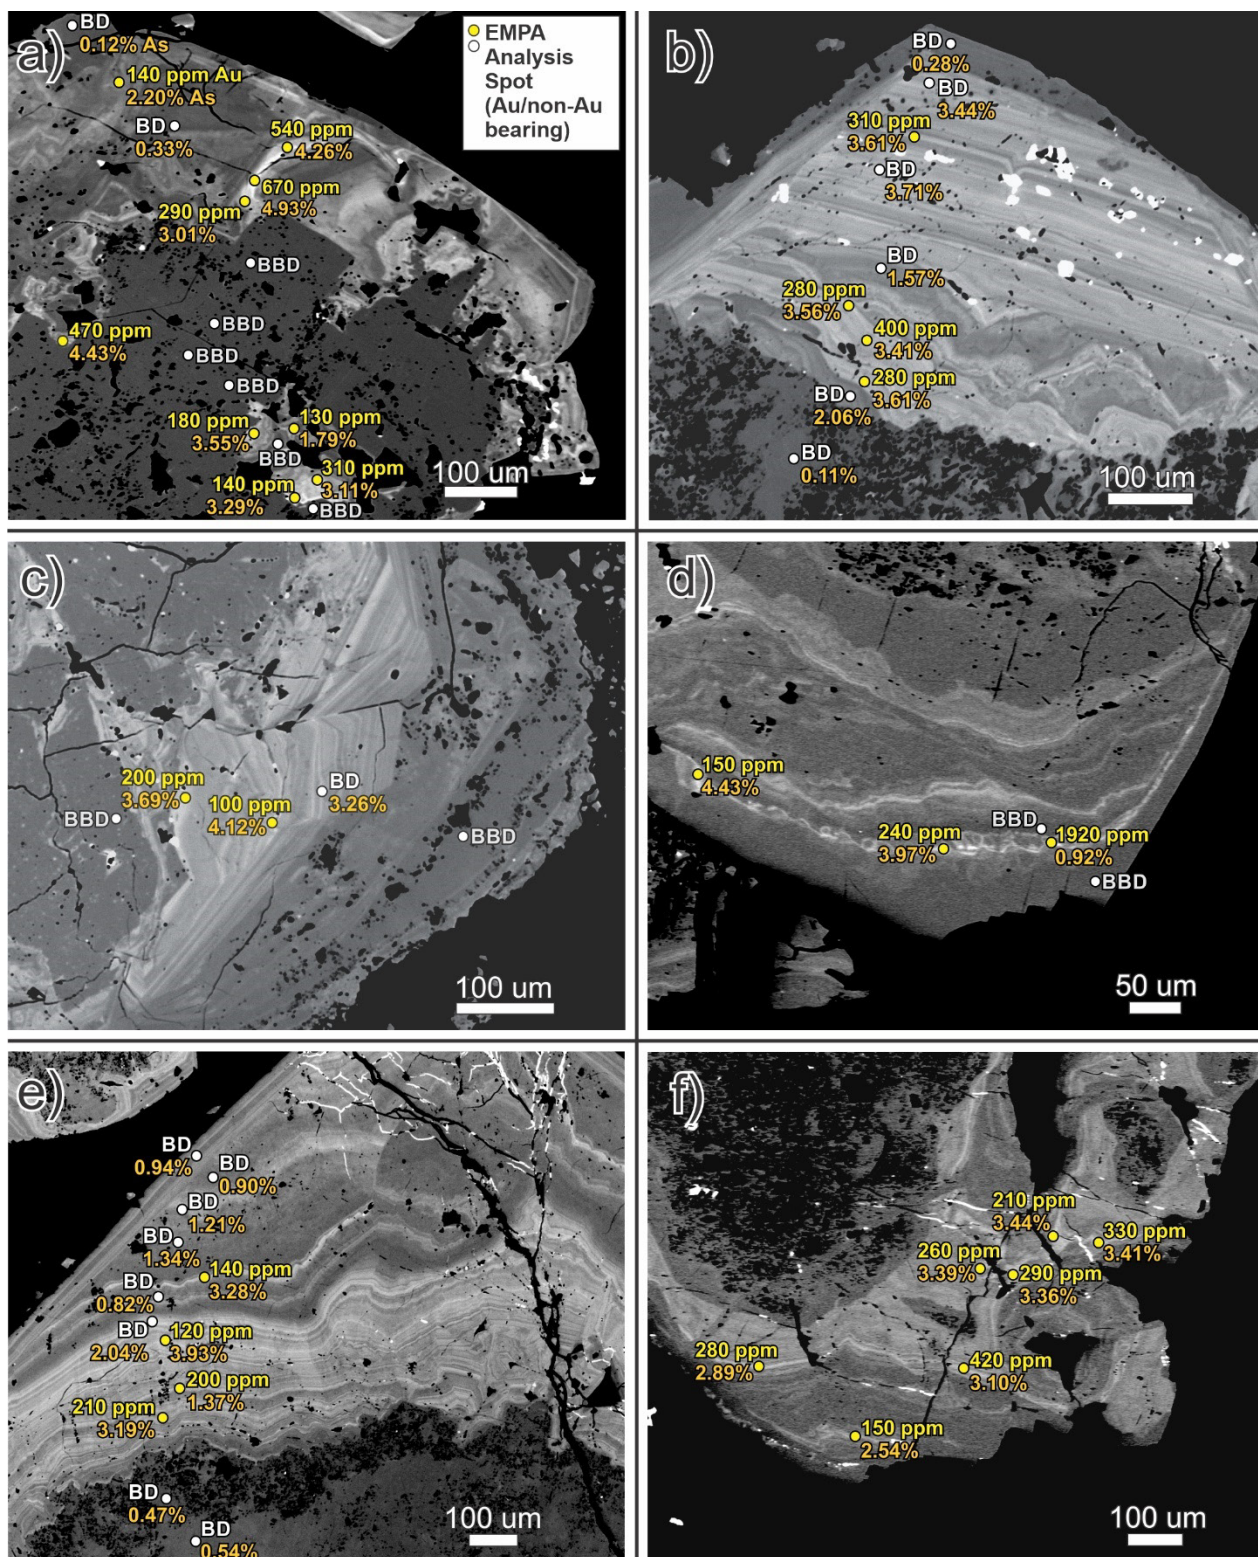 a)
BD
0.12% As
140 ppm Au
2.20% As
BD
0.33%
EMPA
Analysis
Spot
(Au/non-Au
bearing)
540 ppm
4.26%
670 ppm
4.93%
290 ppm
3.01%
BBD
BBD
470 ppm
4.43%
BBD
BBD
180 ppm
3.55%
130 ppm
1.79%
BBD
310 ppm
3.11%
140 ppm
3.29%
BBD
100 um
b)
BD
0.28%
BD
3.44%
310 ppm
3.61%
BD
3.71%
BD
1.57%
280 ppm
3.56%
400 ppm
3.41%
280 ppm
3.61%
BD
2.06%
BD
0.11%
100 um
c)
200 ppm
3.69%
BD
3.26%
100 ppm
4.12%
BBD
BBD
100 um
d)
150 ppm
4.43%
BBD
240 ppm
3.97%
1920 ppm
0.92%
BBD
50 um
e)
BD
0.94%
BD
0.90%
BD
1.21%
BD
1.34%
140 ppm
3.28%
BD
0.82%
BD
2.04%
120 ppm
3.93%
200 ppm
1.37%
210 ppm
3.19%
BD
0.47%
BD
0.54%
100 um
f)
210 ppm
3.44%
330 ppm
3.41%
260 ppm
3.39%
290 ppm
3.36%
280 ppm
2.89%
420 ppm
3.10%
150 ppm
2.54%
100 um